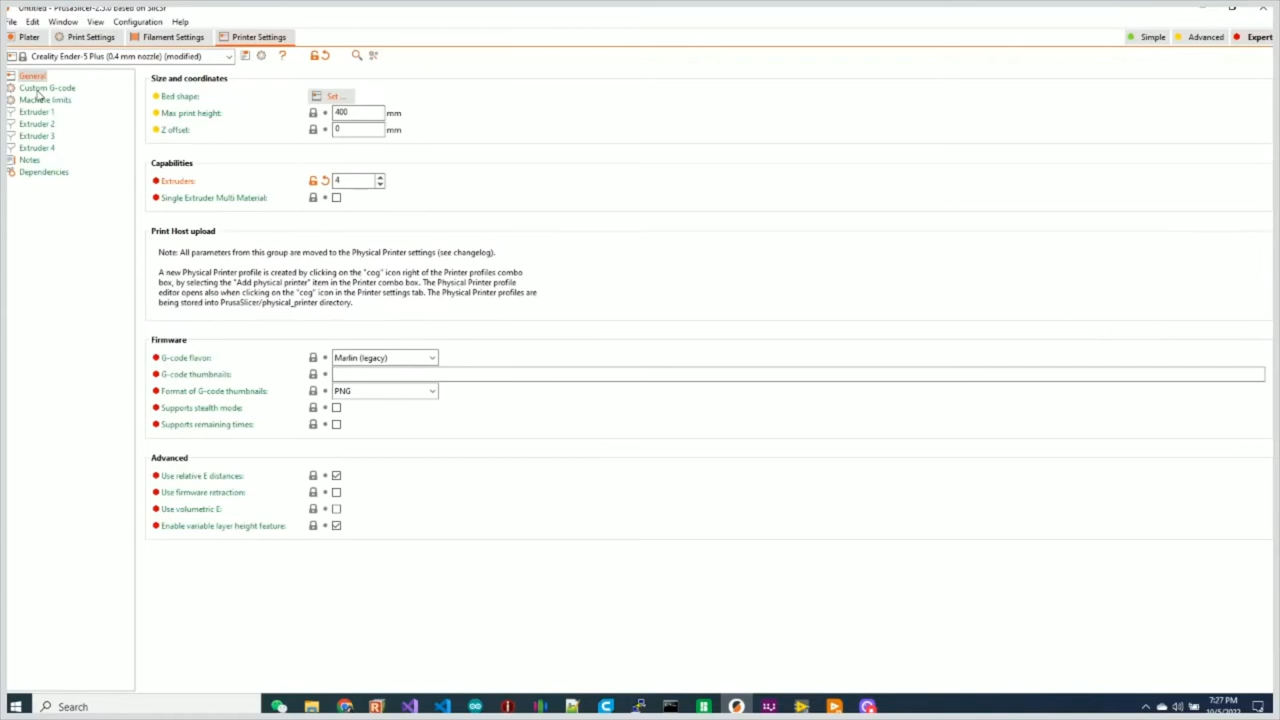 Untitled - PrusaSlicer-2.5.0 based on Slic3r
File Edit Window View Configuration Help
Plater Print Settings Filament Settings Printer Settings Simple Advanced Expert
Creality Ender-5 Plus (0.4 mm nozzle) (modified)
General
Custom G-code
Machine limits
Extruder 1
Extruder 2
Extruder 3
Extruder 4
Notes
Dependencies
Size and coordinates
Bed shape: Set ...
Max print height: 400 mm
Z offset: 0 mm
Capabilities
Extruders: 4
Single Extruder Multi Material:
Print Host upload
Note: All parameters from this group are moved to the Physical Printer settings (see changelog).
A new Physical Printer profile is created by clicking on the "cog" icon right of the Printer profiles combo
box, by selecting the "Add physical printer" item in the Printer combo box. The Physical Printer profile
editor opens also when clicking on the "cog" icon in the Printer settings tab. The Physical Printer profiles are
being stored into PrusaSlicer/physical_printer directory.
Firmware
G-code flavor: Marlin (legacy)
G-code thumbnails:
Format of G-code thumbnails: PNG
Supports stealth mode:
Supports remaining times:
Advanced
Use relative E distances:
Use firmware retraction:
Use volumetric E:
Enable variable layer height feature:
Search
7:27 PM